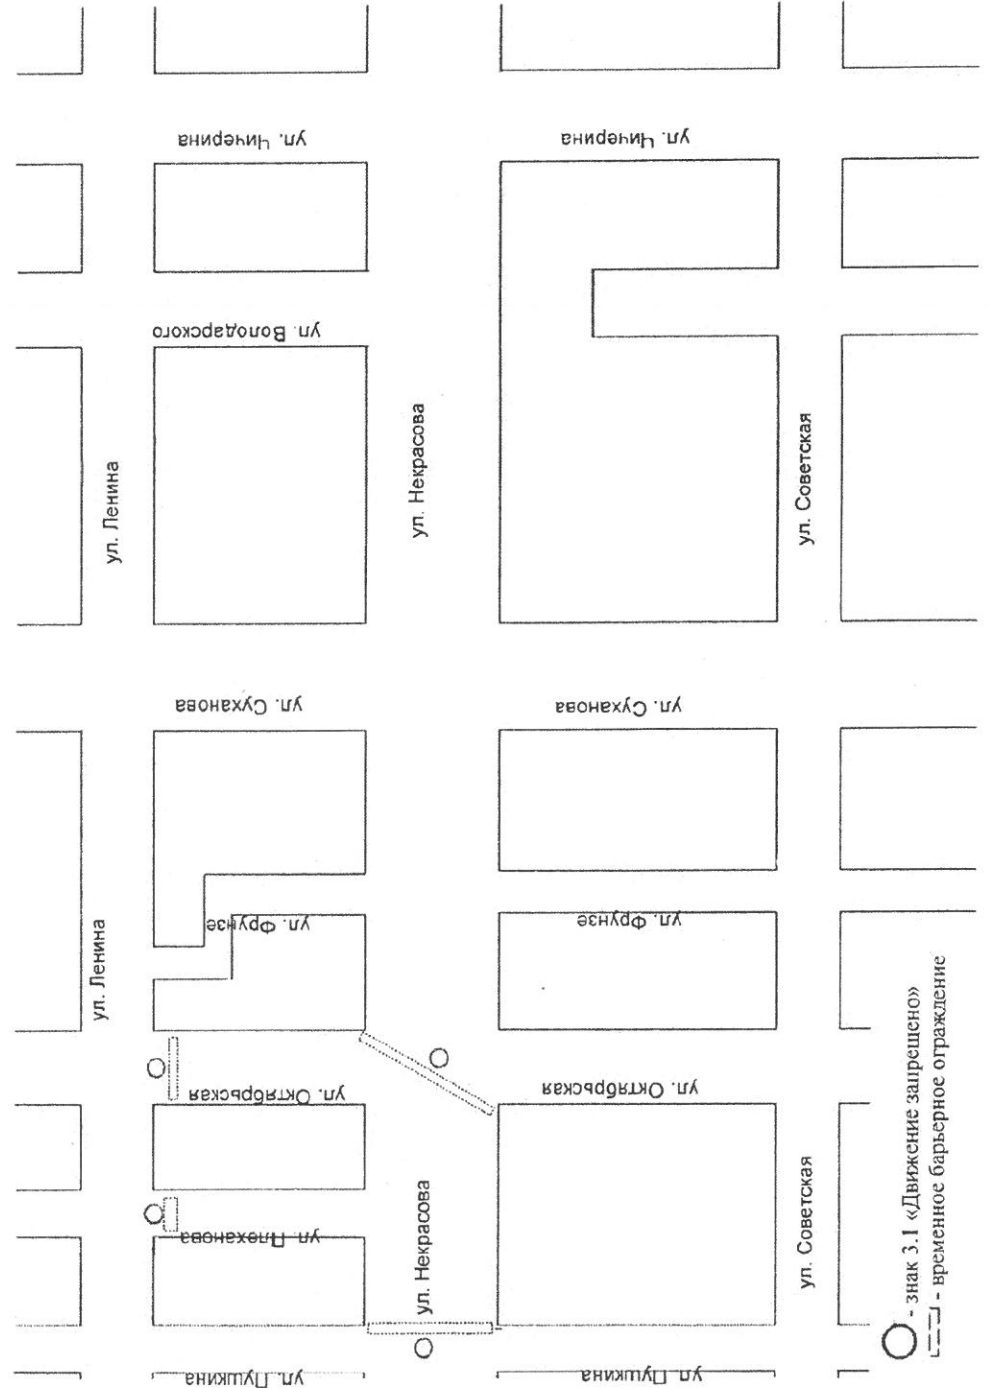 ул. Чичерина
ул. Чичерина
ул. Володарского
ул. Ленина
ул. Некрасова
ул. Советская
ул. Суханова
ул. Суханова
ул. Ленина
ул. Фрунзе
ул. Фрунзе
ул. Октябрьская
ул. Октябрьская
ул. Плеханова
ул. Некрасова
ул. Советская
ул. Пушкина
ул. Пушкина
- знак 3.1 «Движение запрещено»
- временное барьерное ограждение